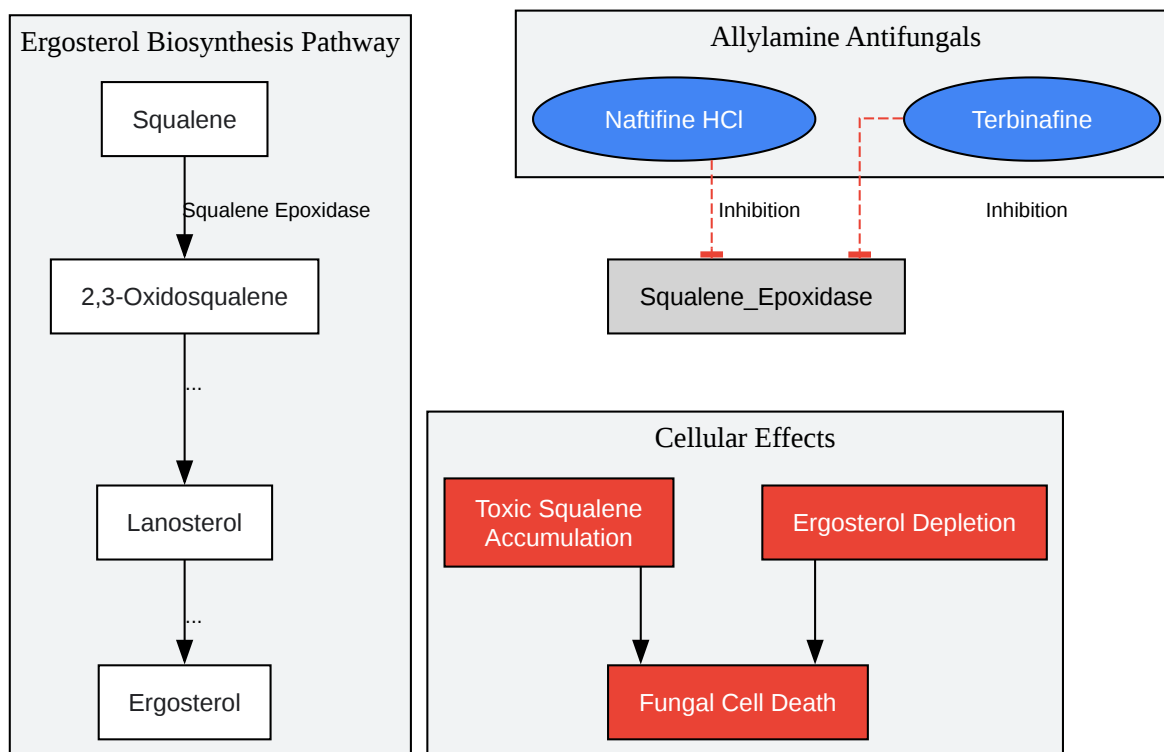 Ergosterol Biosynthesis Pathway
Squalene
Squalene Epoxidase
2,3-Oxidosqualene
...
Lanosterol
...
Ergosterol
Allylamine Antifungals
Naftifine HCl
Terbinafine
Inhibition
Inhibition
Squalene_Epoxidase
Cellular Effects
Toxic Squalene
Accumulation
Ergosterol Depletion
Fungal Cell Death